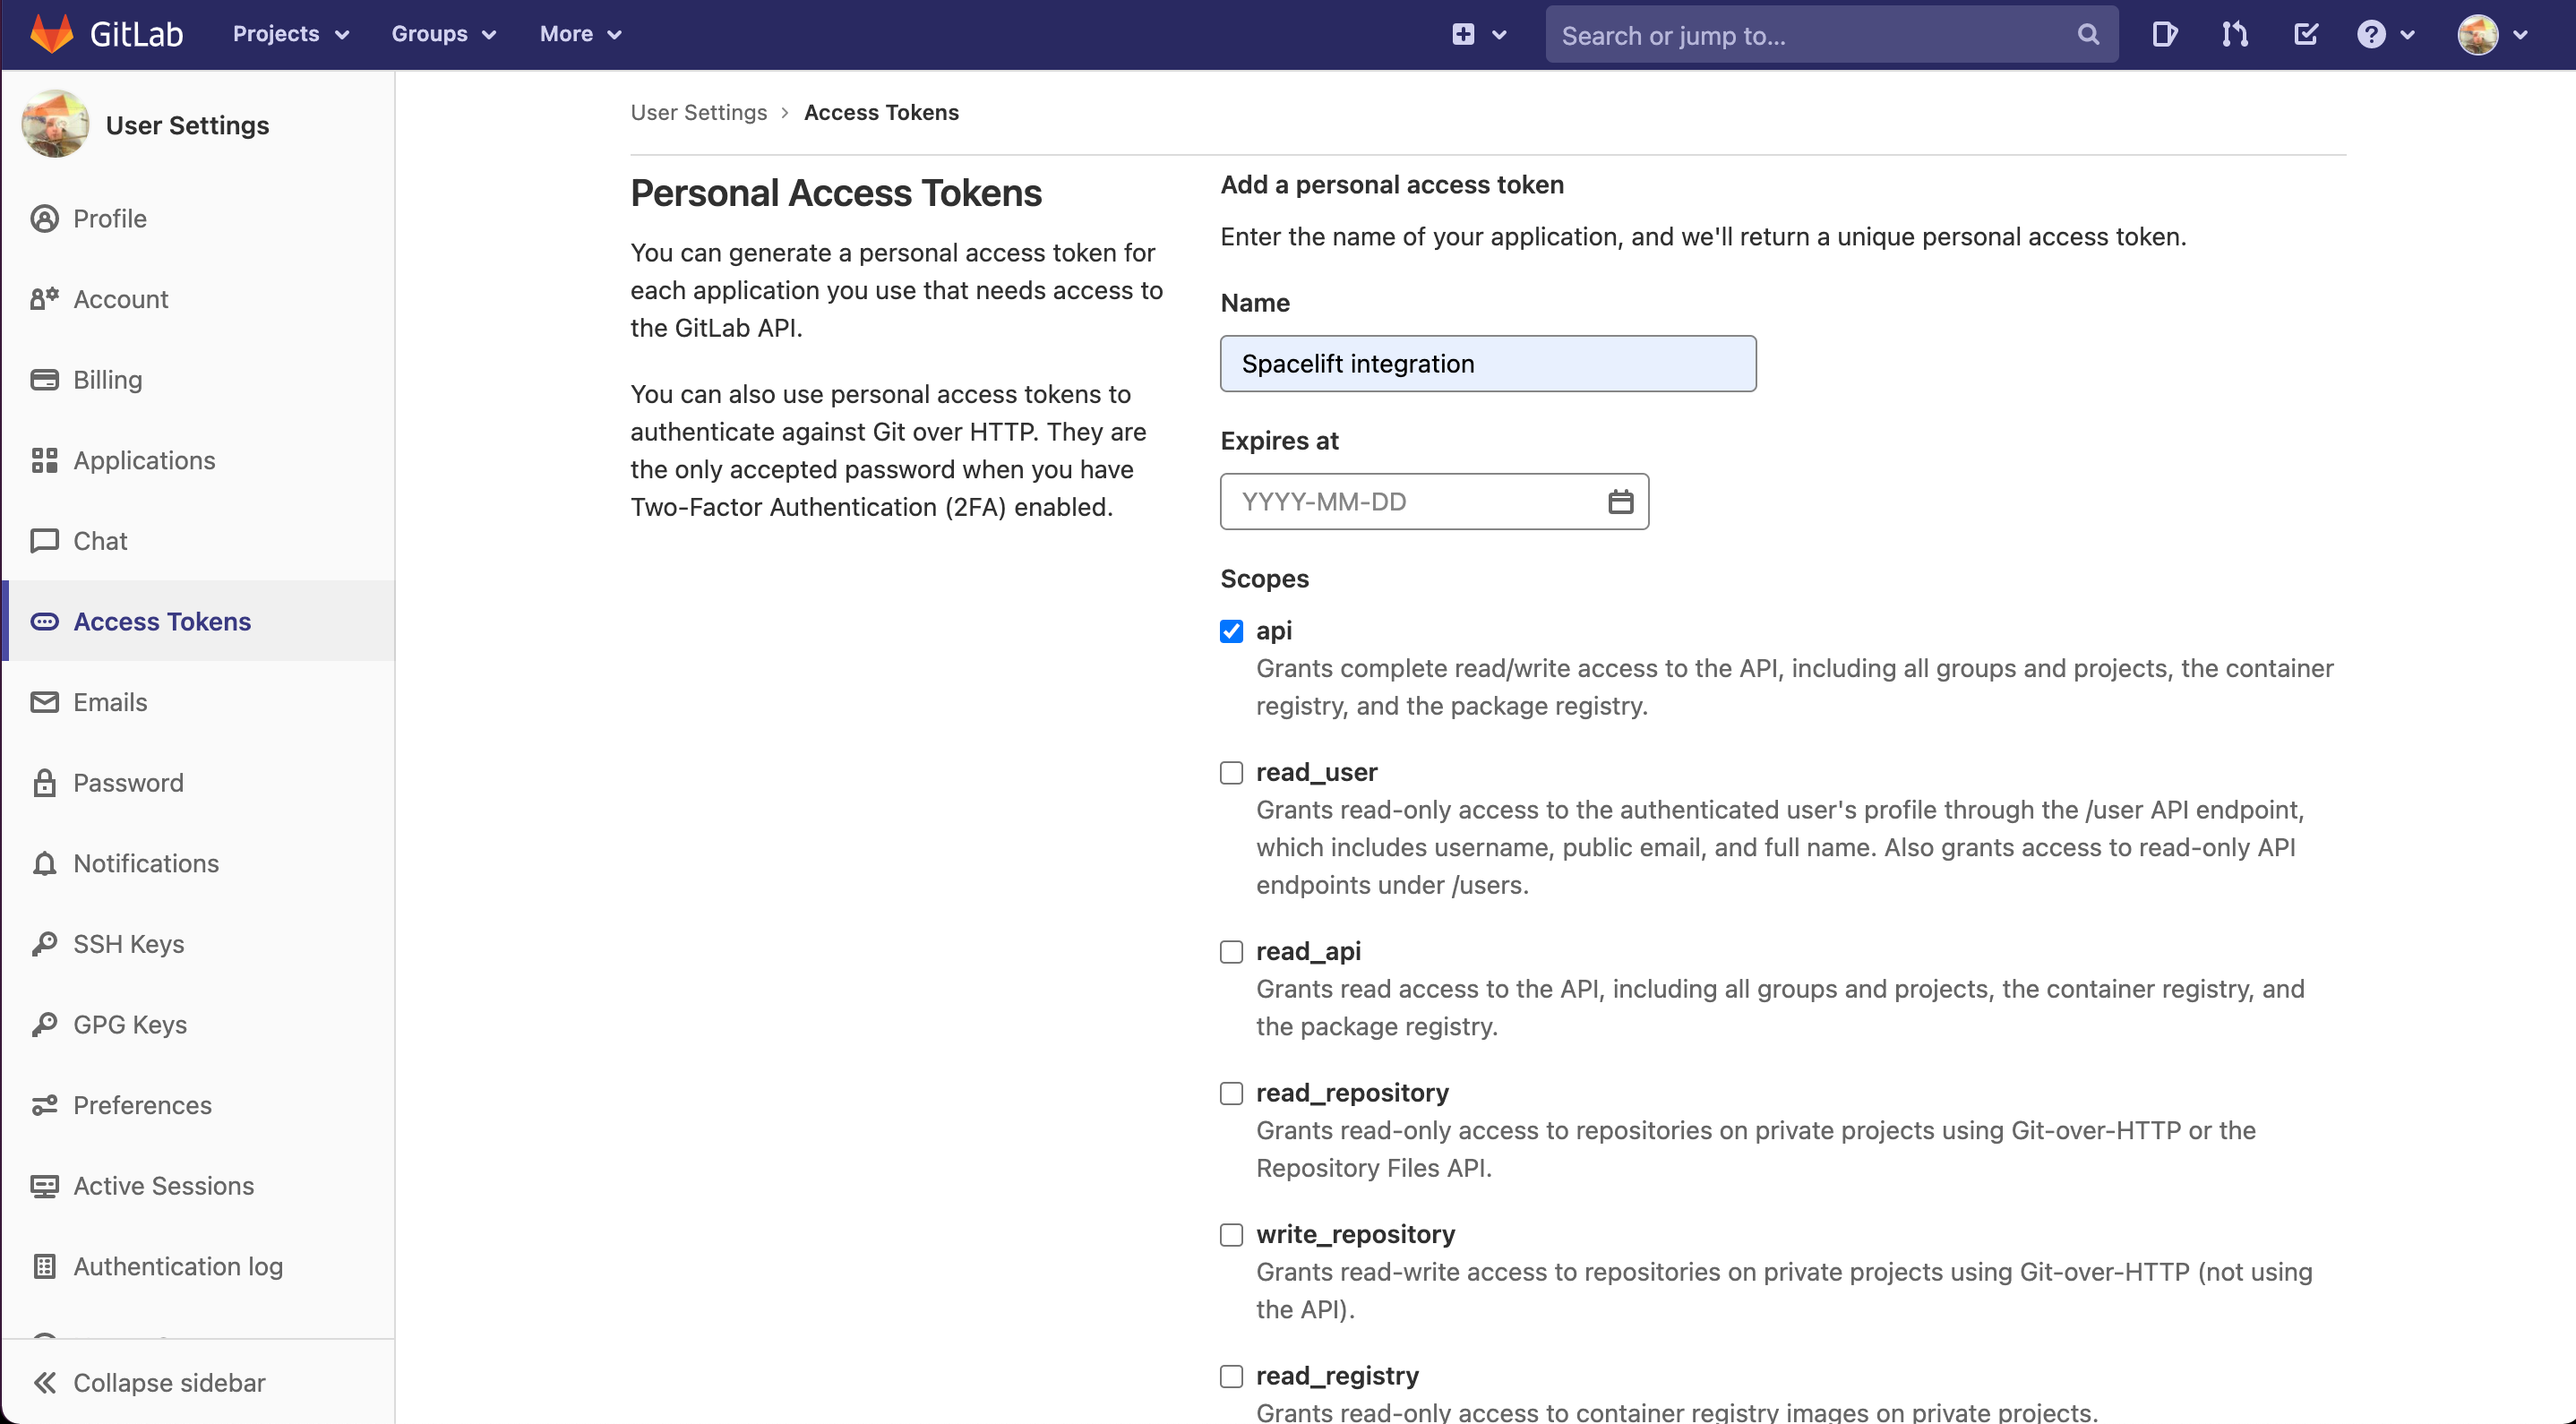 GitLab Projects Groups More Search or jump to...
User Settings
Profile
Account
Billing
Applications
Chat
Access Tokens
Emails
Password
Notifications
SSH Keys
GPG Keys
Preferences
Active Sessions
Authentication log
Collapse sidebar
User Settings > Access Tokens
Personal Access Tokens
You can generate a personal access token for
each application you use that needs access to
the GitLab API.
You can also use personal access tokens to
authenticate against Git over HTTP. They are
the only accepted password when you have
Two-Factor Authentication (2FA) enabled.
Add a personal access token
Enter the name of your application, and we'll return a unique personal access token.
Name
Spacelift integration
Expires at
YYYY-MM-DD
Scopes
api
Grants complete read/write access to the API, including all groups and projects, the container
registry, and the package registry.
read_user
Grants read-only access to the authenticated user's profile through the /user API endpoint,
which includes username, public email, and full name. Also grants access to read-only API
endpoints under /users.
read_api
Grants read access to the API, including all groups and projects, the container registry, and
the package registry.
read_repository
Grants read-only access to repositories on private projects using Git-over-HTTP or the
Repository Files API.
write_repository
Grants read-write access to repositories on private projects using Git-over-HTTP (not using
the API).
read_registry
Grants read-only access to container registry images on private projects.